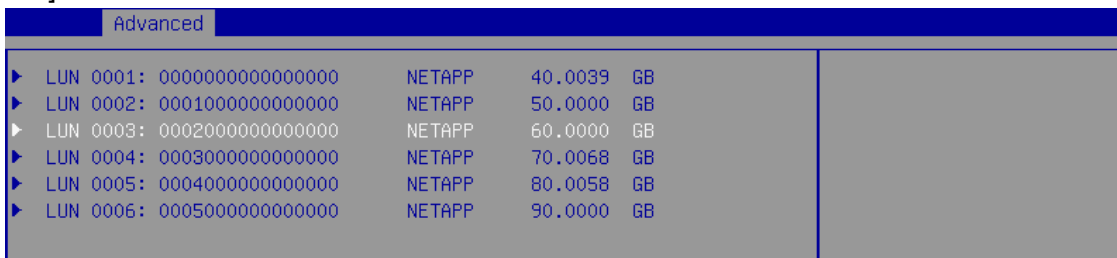 Advanced
LUN 0001: 0000000000000000 NETAPP 40.0039 GB
LUN 0002: 0001000000000000 NETAPP 50.0000 GB
LUN 0003: 0002000000000000 NETAPP 60.0000 GB
LUN 0004: 0003000000000000 NETAPP 70.0068 GB
LUN 0005: 0004000000000000 NETAPP 80.0058 GB
LUN 0006: 0005000000000000 NETAPP 90.0000 GB